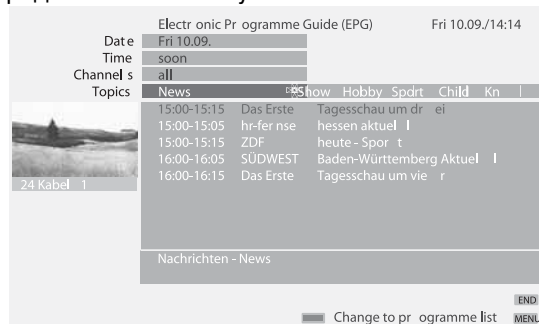 Electr onic Pr ogramme Guide (EPG) Fri 10.09./14:14
Date Fri 10.09.
Time soon
Channel s all
Topics News Show Hobby Spdrt Child Kn
15:00-15:15 Das Erste Tagesschau um dr ei
15:00-15:05 hr-fer nse hessen aktuel l
15:00-15:15 ZDF heute - Spor t
16:00-16:05 SÜDWEST Baden-Württemberg Aktuel l
16:00-16:15 Das Erste Tagesschau um vie r
24 Kabel 1
Nachrichten - News
END
Change to pr ogramme list MENU